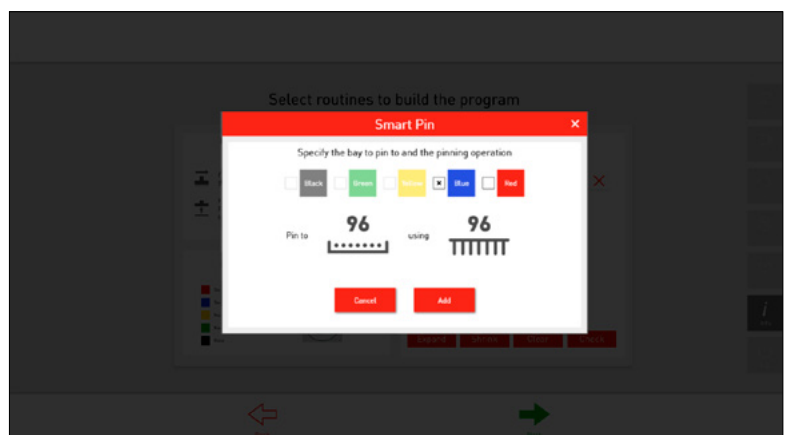 Select routines to build the program
Smart Pin
Specify the bay to pin to and the pinning operation
Black Green Yellow Blue Red
Pin to 96 using 96
Cancel Add
Expand Shrink Clear Check